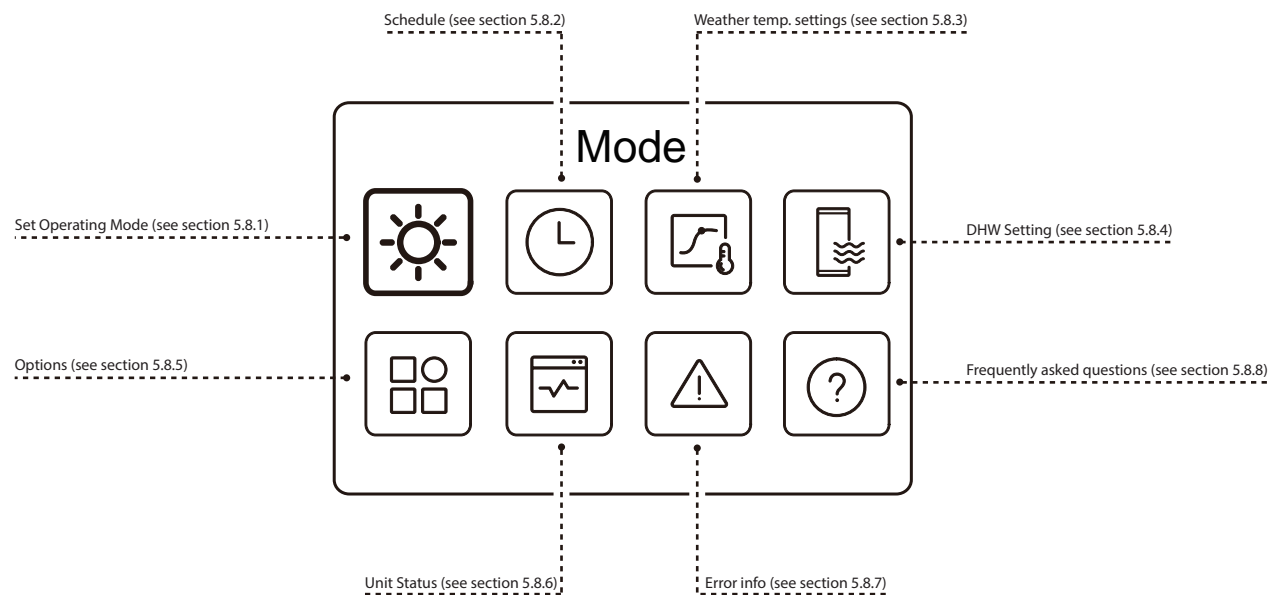 Schedule (see section 5.8.2)
Weather temp. settings (see section 5.8.3)
Mode
Set Operating Mode (see section 5.8.1)
DHW Setting (see section 5.8.4)
Options (see section 5.8.5)
Frequently asked questions (see section 5.8.8)
?
Unit Status (see section 5.8.6)
Error info (see section 5.8.7)